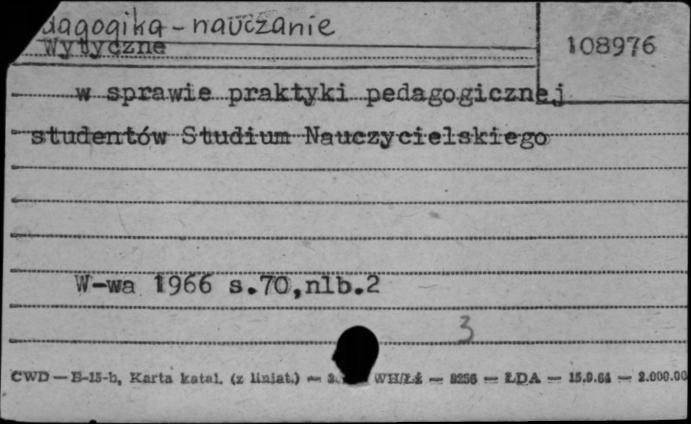 dagogika - nauczanie
Wytyczne
108976
w sprawie praktyki pedagogicznej
studentów Studium Nauczycielskiego
W-wa 1966 s.70,nlb.2
3
CWD — B-15-b, Karta katal. (z liniat.) — WH/Łź — 8256 — ŁDA — 15.9.64 — 2.000.00